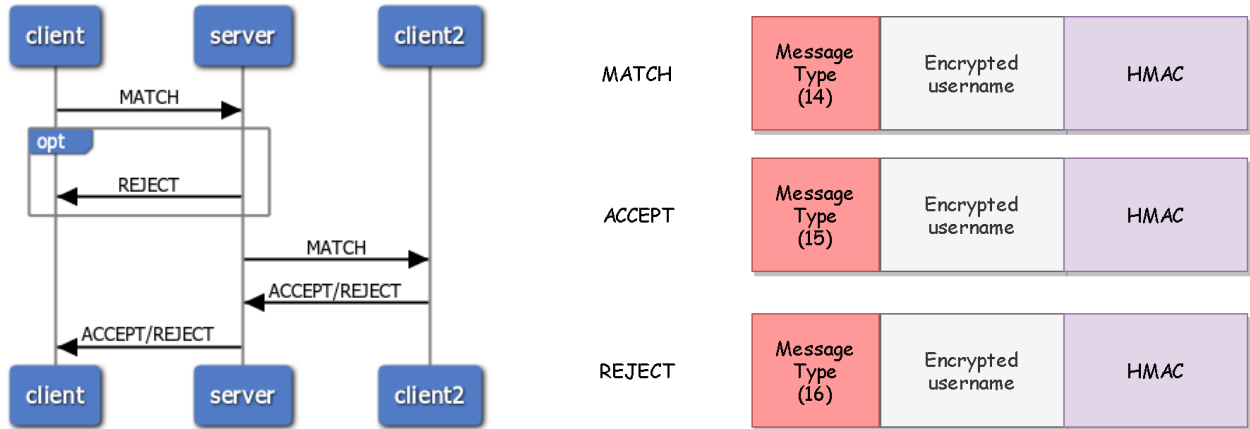 client
server
client2
MATCH
opt
REJECT
MATCH
ACCEPT/REJECT
ACCEPT/REJECT
client
server
client2
MATCH
Message
Type
(14)
Encrypted
username
HMAC
ACCEPT
Message
Type
(15)
Encrypted
username
HMAC
REJECT
Message
Type
(16)
Encrypted
username
HMAC